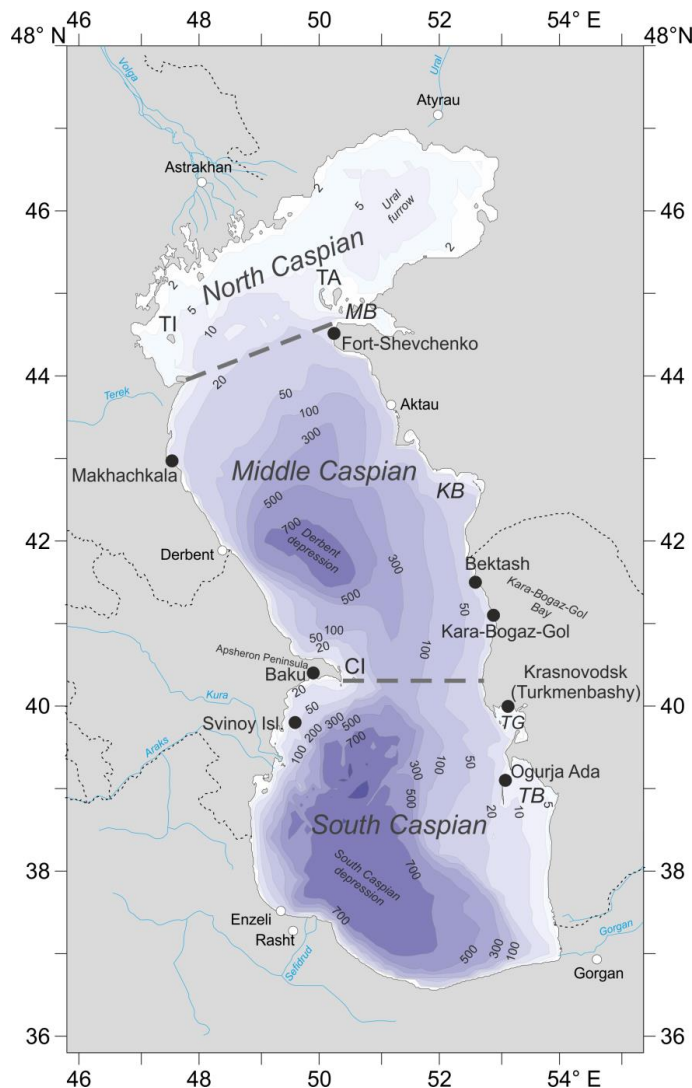 46 48 50 52 54° E
48° N
48° N
Volga
Ural
Atyrau
Astrakhan
46
46
2
5
Ural
furrow
2
2
5
10
North Caspian
TA
TI
MB
Fort-Shevchenko
44
44
20
Terek
50
100
300
Aktau
Makhachkala
Middle Caspian
KB
500
700
Derbent
depression
42
42
Derbent
300
500
Bektash
Kara-Bogaz-Gol
Bay
50
Kara-Bogaz-Gol
100
50
20
100
Apsheron Peninsula
Baku
CI
Krasnovodsk
(Turkmenbashy)
40
40
Kura
20
50
Svinoy Isl.
100
200
300
500
700
TG
Araks
300
100
50
500
Ogurja Ada
TB
20
10
5
South Caspian
38
38
South Caspian
depression
700
700
Enzeli
Rasht
Sefidrud
500
300
100
Gorgan
Gorgan
36
36
46 48 50 52 54° E